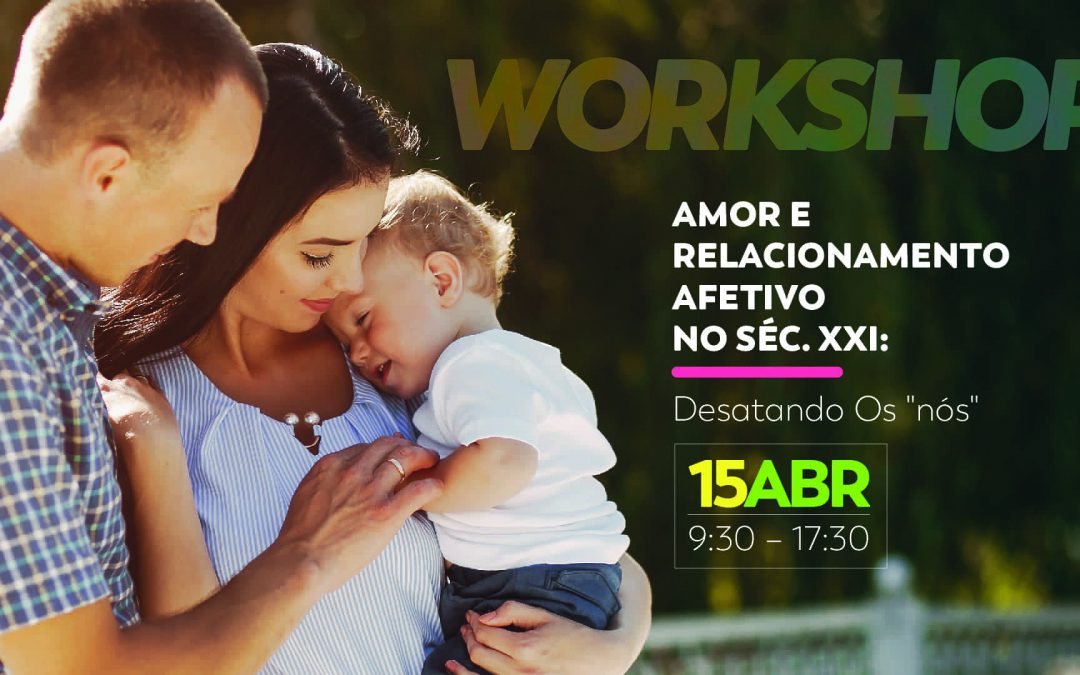 WORKSHOP
AMOR E
RELACIONAMENTO
AFETIVO
NO SÉC. XXI:
Desatando Os "nós"
15ABR
9:30 – 17:30